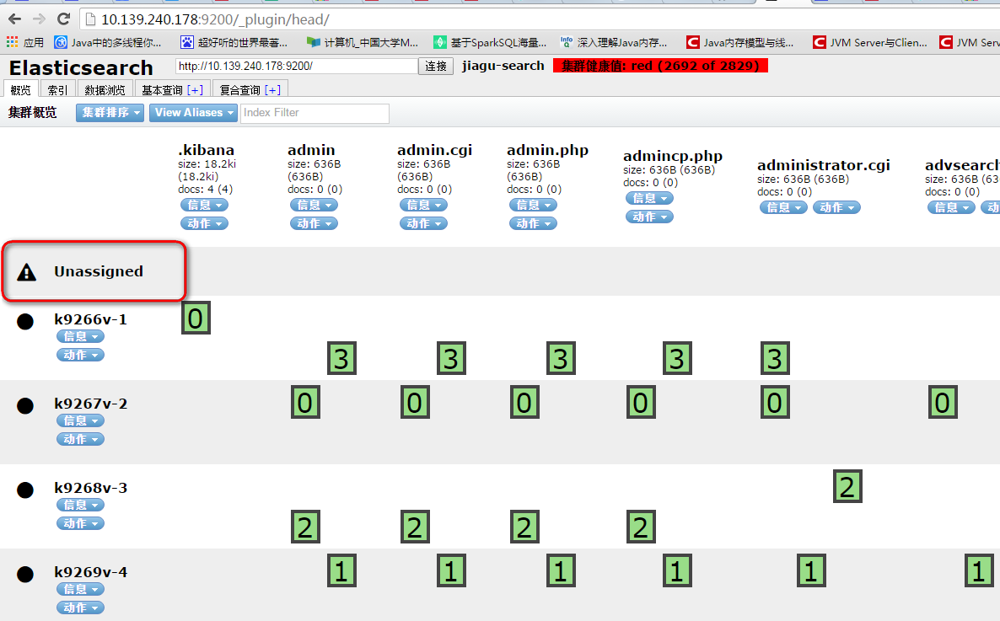 10.139.240.178:9200/_plugin/head/
应用 Java中的多线程你... 超好听的世界最著... 计算机_中国大学M... 基于SparkSQL海量... 深入理解Java内存... Java内存模型与线... JVM Server与Clien... JVM Serv
Elasticsearch http://10.139.240.178:9200/ 连接 jiagu-search 集群健康值: red (2692 of 2829)
概览 索引 数据浏览 基本查询 [+] 复合查询 [+]
集群概览 集群排序 View Aliases Index Filter
.kibana
size: 18.2ki
(18.2ki)
docs: 4 (4)
信息
动作
admin
size: 636B
(636B)
docs: 0 (0)
信息
动作
admin.cgi
size: 636B
(636B)
docs: 0 (0)
信息
动作
admin.php
size: 636B
(636B)
docs: 0 (0)
信息
动作
admincp.php
size: 636B (636B)
docs: 0 (0)
信息
动作
administrator.cgi
size: 636B (636B)
docs: 0 (0)
信息 动作
advsearch
size: 636B (63
docs: 0 (0)
信息 动
Unassigned
k9266v-1
信息
动作
0
3 3 3 3 3
k9267v-2
信息
动作
0 0 0 0 0 0
k9268v-3
信息
动作
2
2 2 2 2
k9269v-4
信息
动作
1 1 1 1 1 1